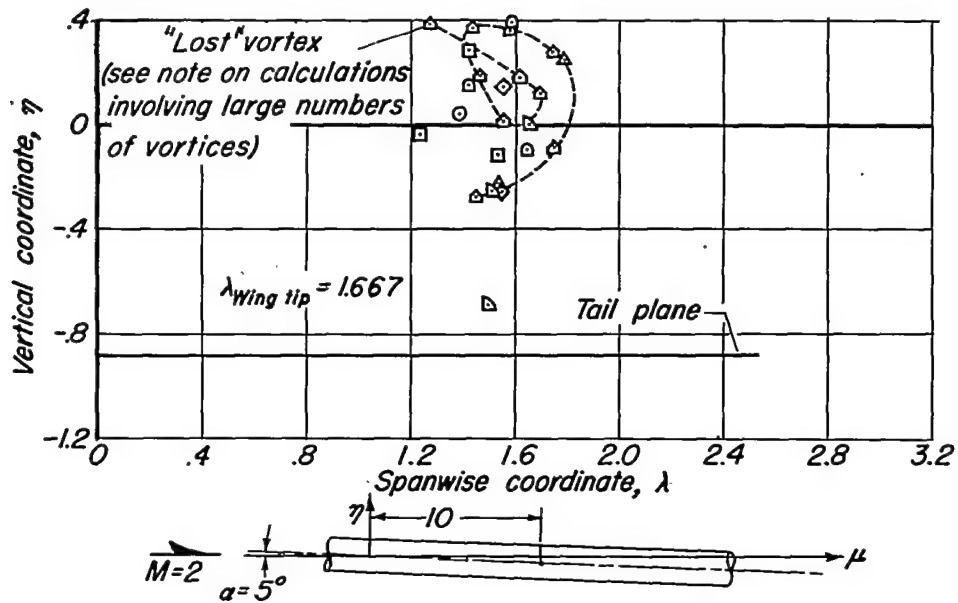 .4
"Lost" vortex
(see note on calculations
involving large numbers
of vortices)
0
-.4
λWing tip = 1.667
Tail plane
-.8
-1.2
Vertical coordinate, η
0 .4 .8 1.2 1.6 2.0 2.4 2.8 3.2
Spanwise coordinate, λ
η
10
M=2
α=5°
μ